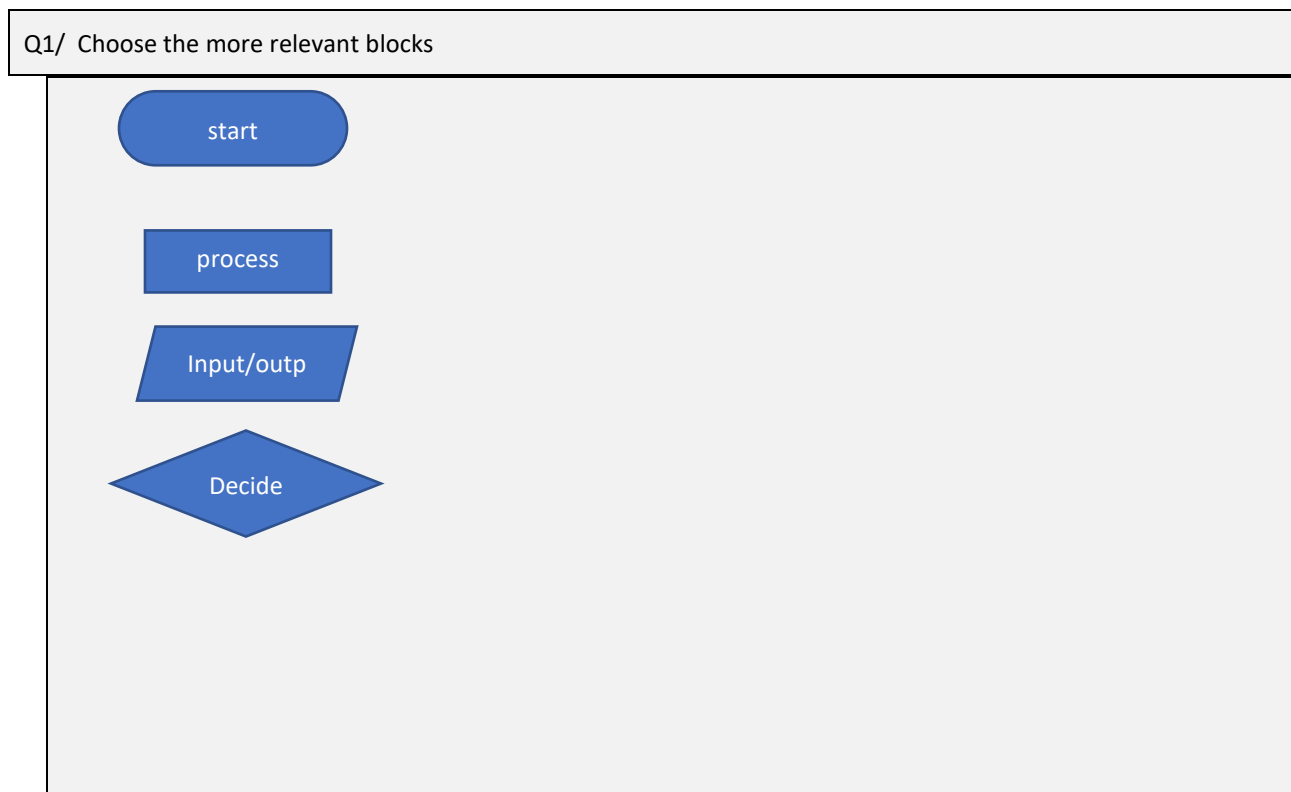 Q1/ Choose the more relevant blocks
start
process
Input/outp
Decide